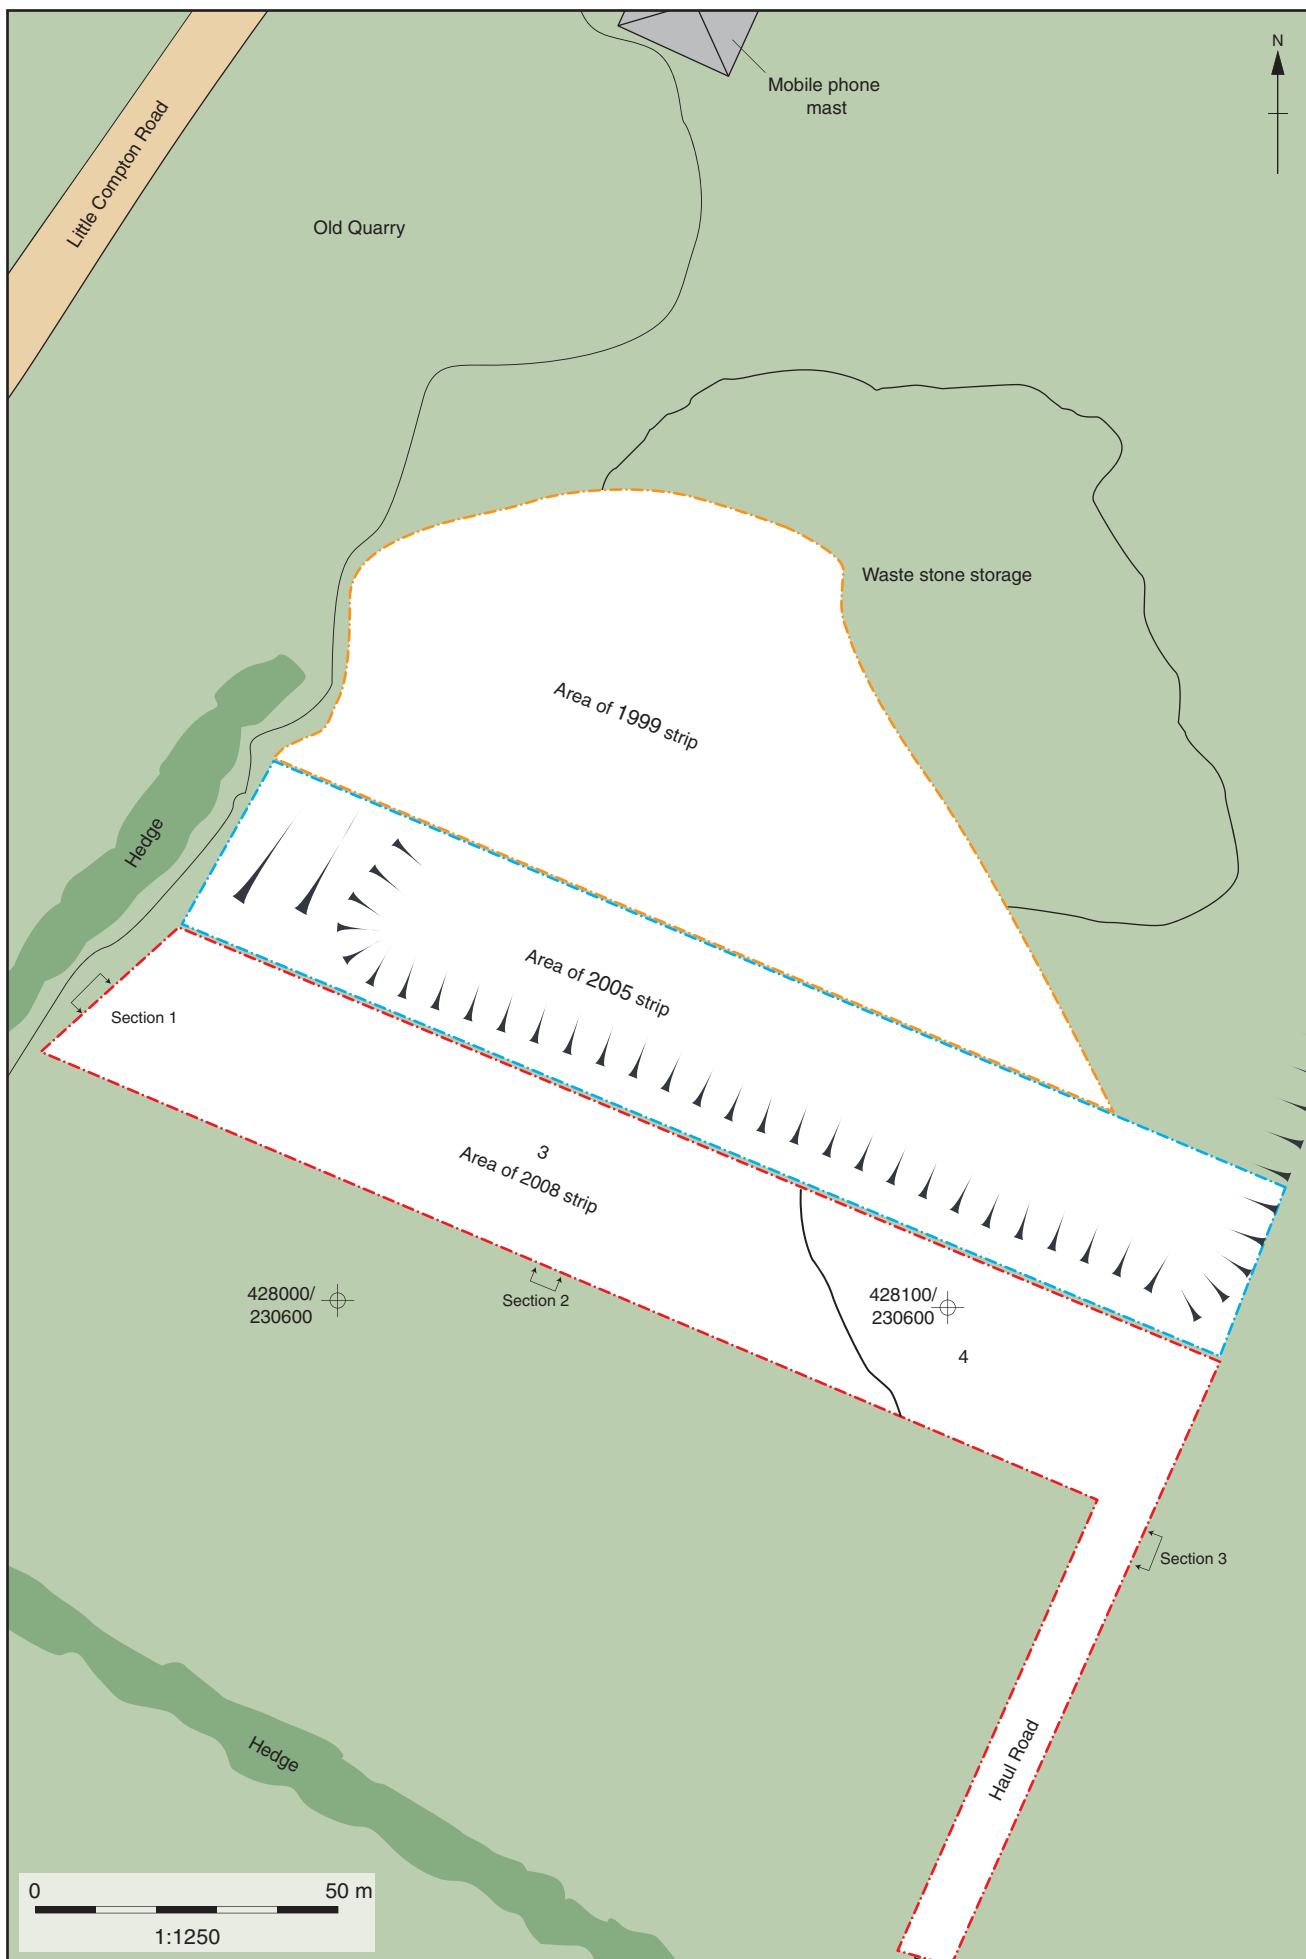 N
Mobile phone
mast
Little Compton Road
Old Quarry
Waste stone storage
Area of 1999 strip
Hedge
Area of 2005 strip
Section 1
3
Area of 2008 strip
428000/
230600
Section 2
428100/
230600
4
Section 3
Haul Road
Hedge
0 50 m
1:1250